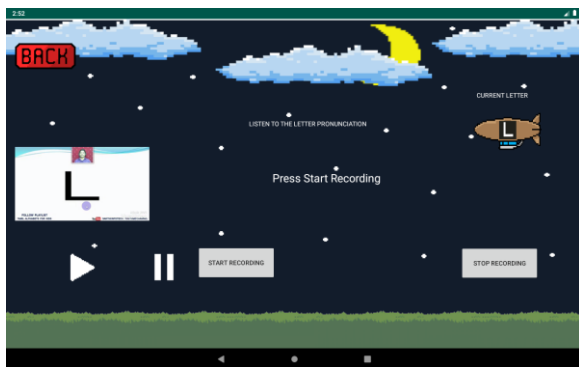 2:52
BACK
CURRENT LETTER
LISTEN TO THE LETTER PRONUNCIATION
L
L
Press Start Recording
START RECORDING
STOP RECORDING